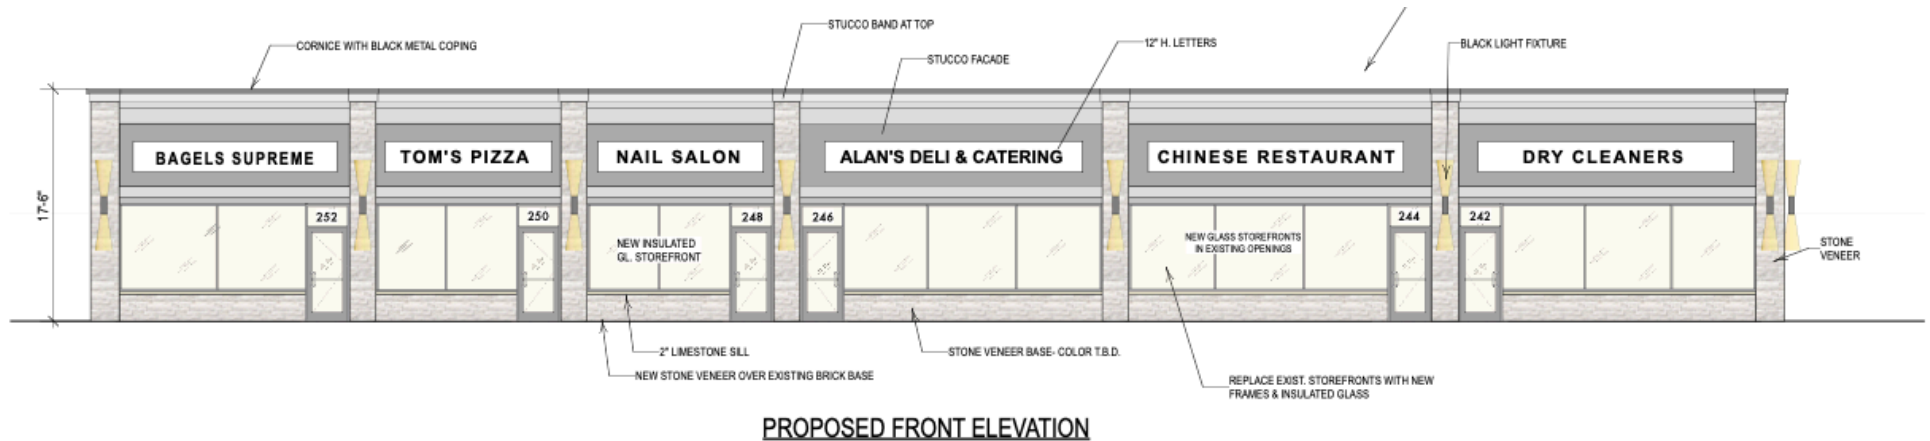 STUCCO BAND AT TOP
CORNICE WITH BLACK METAL COPING
12" H. LETTERS
BLACK LIGHT FIXTURE
STUCCO FACADE
17'-6"
BAGELS SUPREME
TOM'S PIZZA
NAIL SALON
ALAN'S DELI & CATERING
CHINESE RESTAURANT
DRY CLEANERS
252
250
248
246
244
242
NEW INSULATED
GL. STOREFRONT
NEW GLASS STOREFRONTS
IN EXISTING OPENINGS
STONE
VENEER
2" LIMESTONE SILL
STONE VENEER BASE- COLOR T.B.D.
NEW STONE VENEER OVER EXISTING BRICK BASE
REPLACE EXIST. STOREFRONTS WITH NEW
FRAMES & INSULATED GLASS
PROPOSED FRONT ELEVATION